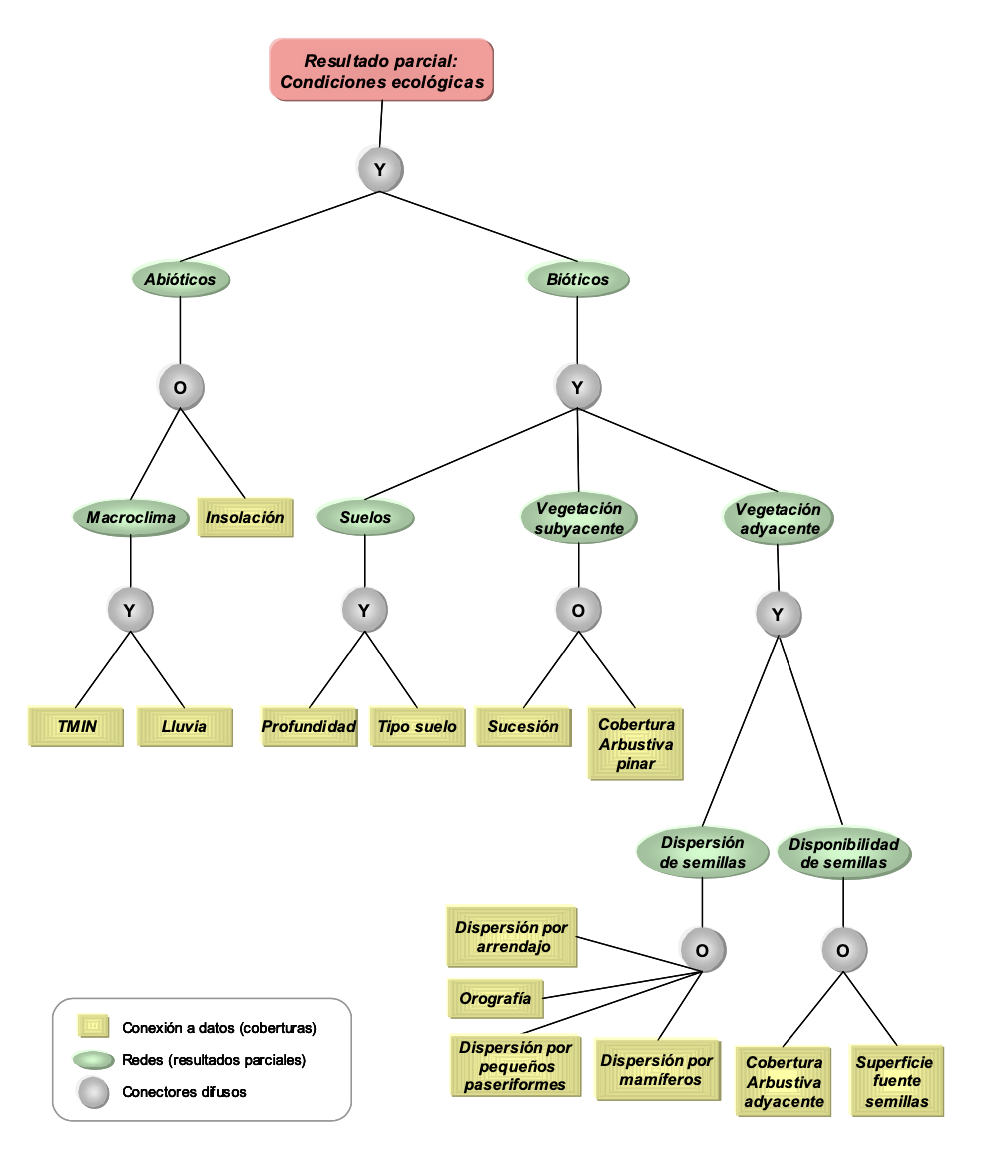 Resultado parcial:
Condiciones ecológicas
Y
Abióticos
Bióticos
O
Y
Macroclima
Insolación
Suelos
Vegetación
subyacente
Vegetación
adyacente
Y
Y
O
Y
TMIN
Lluvia
Profundidad
Tipo suelo
Sucesión
Cobertura
Arbustiva
pinar
Dispersión
de semillas
Disponibilidad
de semillas
O
O
Dispersión por
arrendajo
Orografía
Dispersión por
pequeños
paseriformes
Dispersión por
mamíferos
Cobertura
Arbustiva
adyacente
Superficie
fuente
semillas
Conexión a datos (coberturas)
Redes (resultados parciales)
Conectores difusos